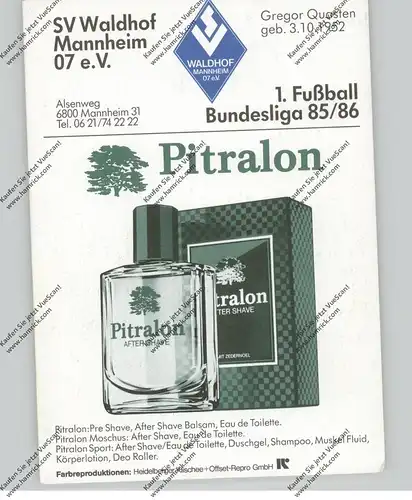 SV Waldhof
Mannheim
07 e.V.
WALDHOF
MANNHEIM
07 e.V.
Gregor Quasten
geb. 3.10.1952
Alsenweg
6800 Mannheim 31
Tel. 06 21/74 22 22
1. Fußball
Bundesliga 85/86
Pitralon
Pitralon
AFTER SHAVE
Pitralon
AFTER SHAVE
MIT ZEDERNOEL
Pitralon: Pre Shave, After Shave Balsam, Eau de Toilette.
Pitralon Moschus: After Shave, Eau de Toilette.
Pitralon Sport: After Shave/Eau de Toilette, Duschgel, Shampoo, Muskel Fluid,
Körperlotion, Deo Roller.
Farbreproduktionen: Heidelberger Klischee+Offset-Repro GmbH
Kaufen Sie jetzt VueScan!
www.hamrick.com